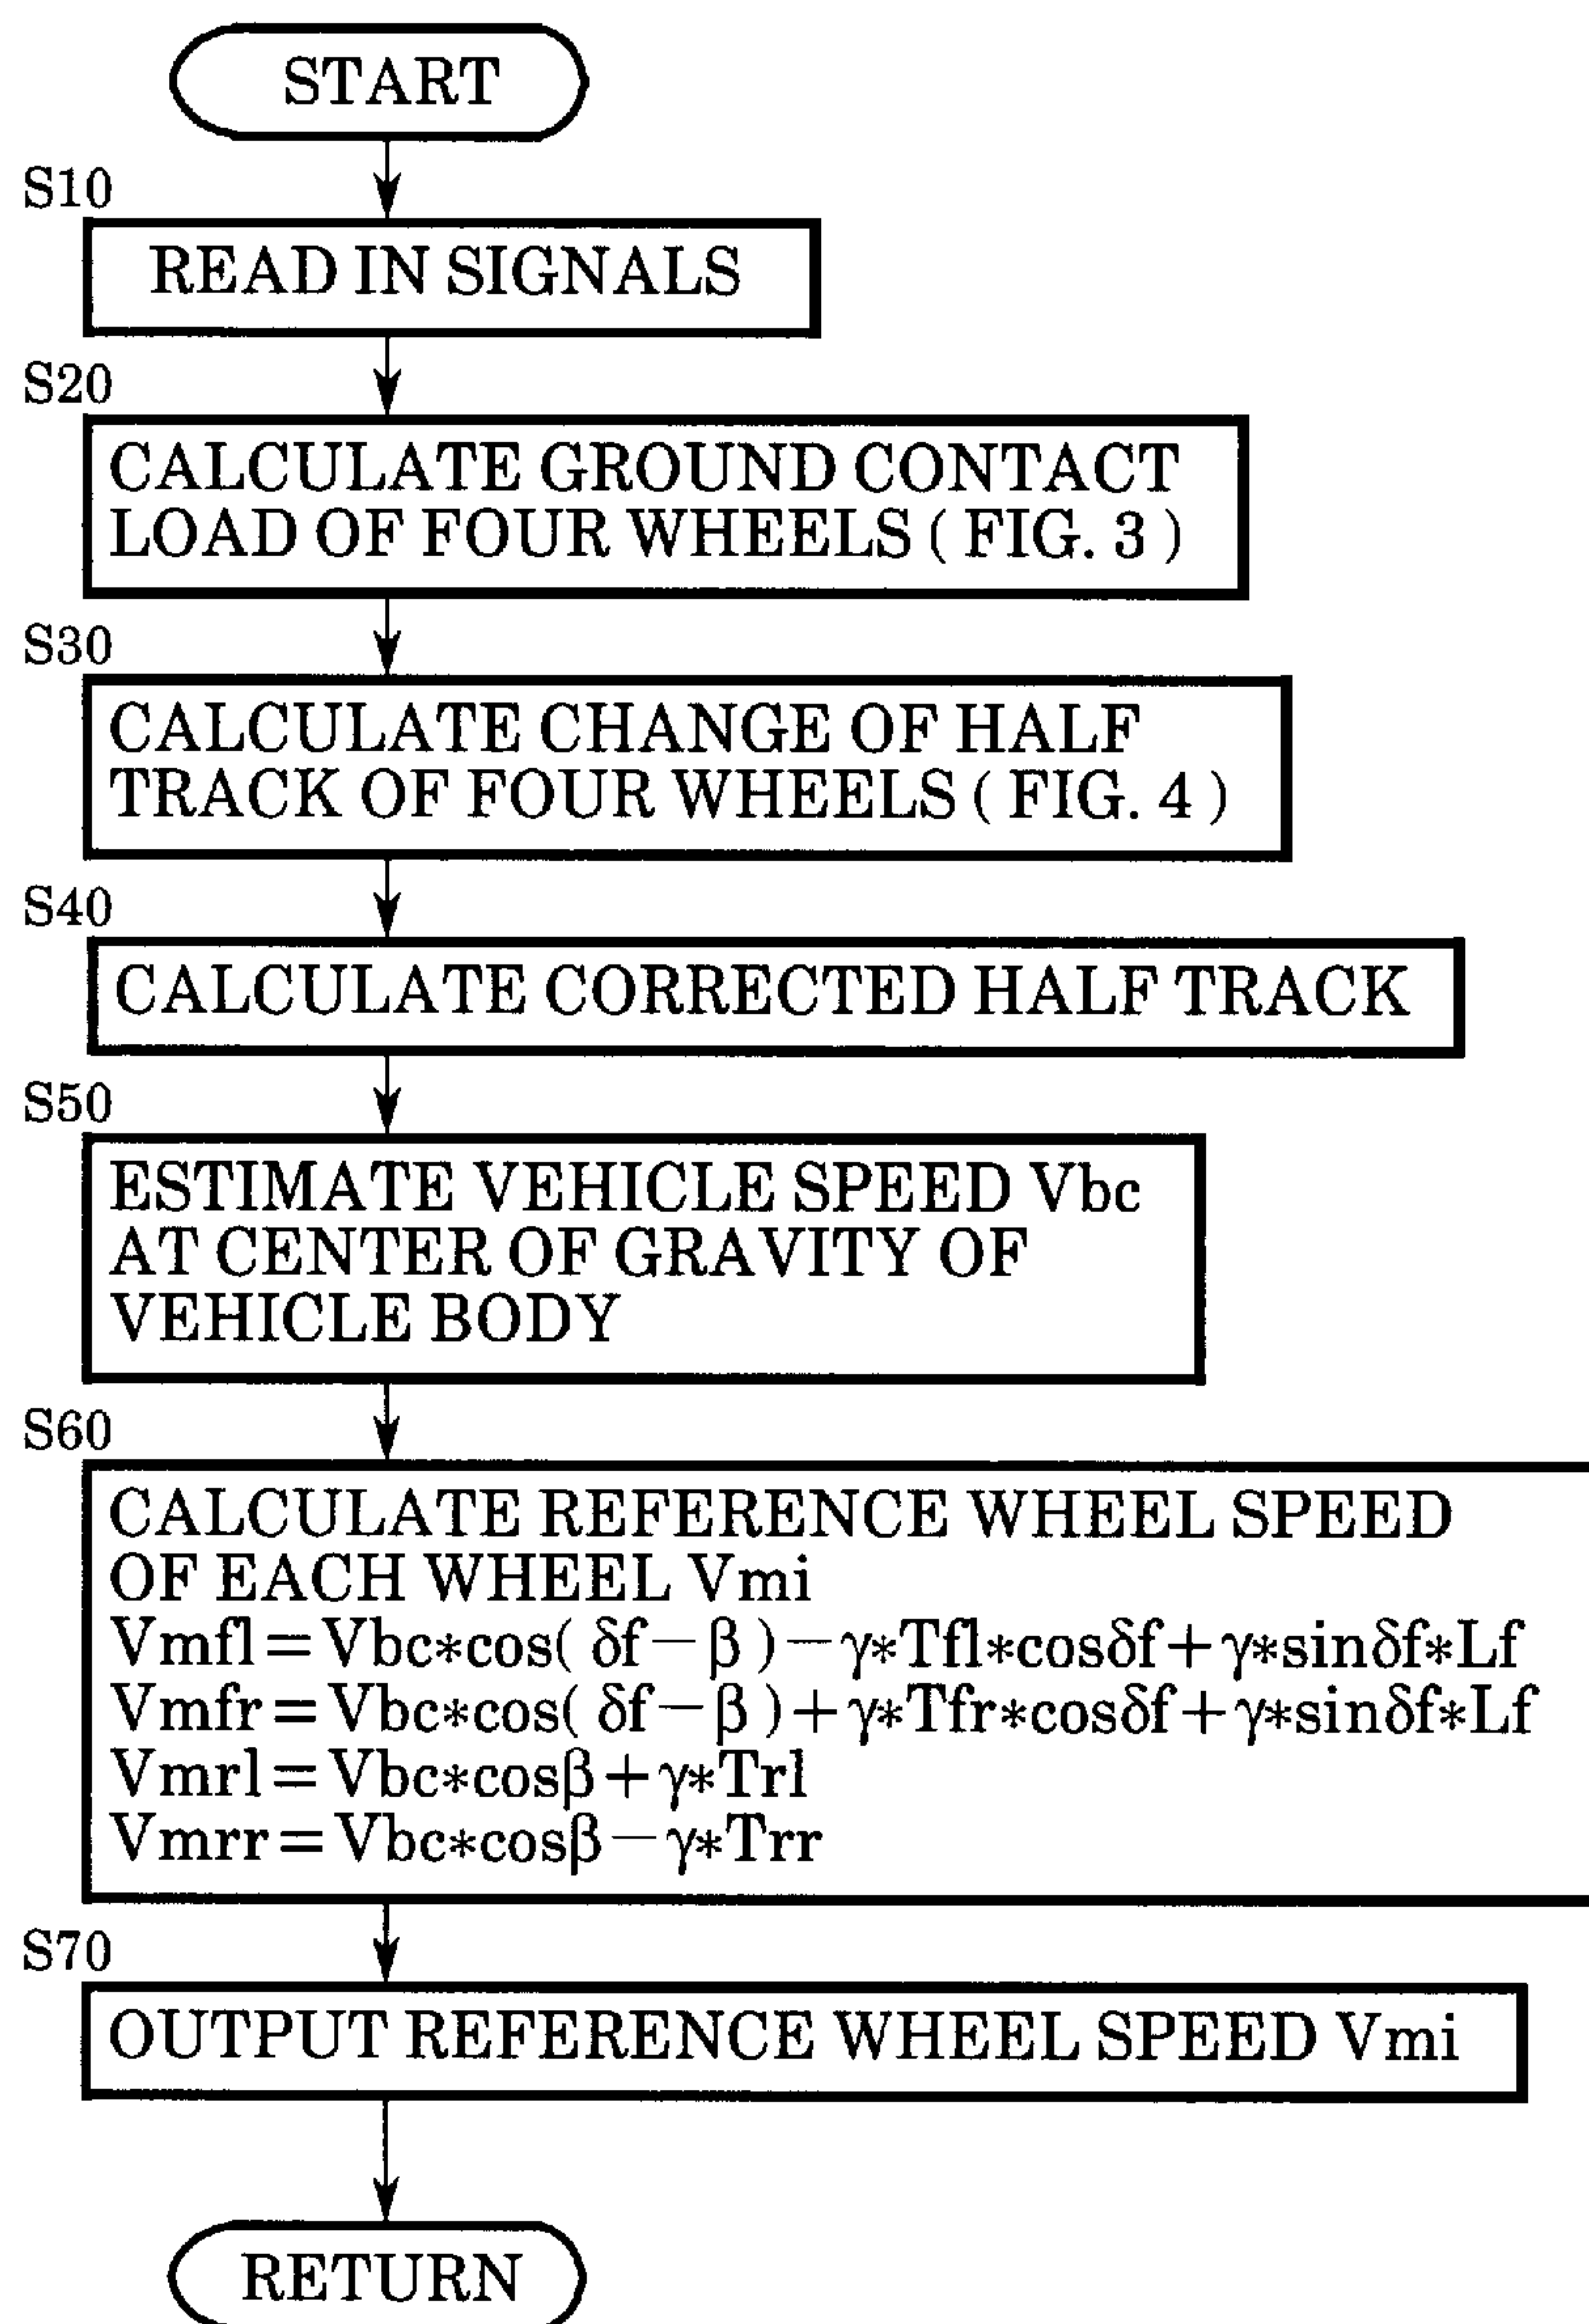 START
S10
READ IN SIGNALS
S20
CALCULATE GROUND CONTACT
LOAD OF FOUR WHEELS ( FIG. 3 )
S30
CALCULATE CHANGE OF HALF
TRACK OF FOUR WHEELS ( FIG. 4 )
S40
CALCULATE CORRECTED HALF TRACK
S50
ESTIMATE VEHICLE SPEED Vbc
AT CENTER OF GRAVITY OF
VEHICLE BODY
S60
CALCULATE REFERENCE WHEEL SPEED
OF EACH WHEEL Vmi
Vmfl=Vbc*cos( δf−β )−γ*Tfl*cosδf+γ*sinδf*Lf
Vmfr=Vbc*cos( δf−β )+γ*Tfr*cosδf+γ*sinδf*Lf
Vmrl=Vbc*cosβ+γ*Trl
Vmrr=Vbc*cosβ−γ*Trr
S70
OUTPUT REFERENCE WHEEL SPEED Vmi
RETURN